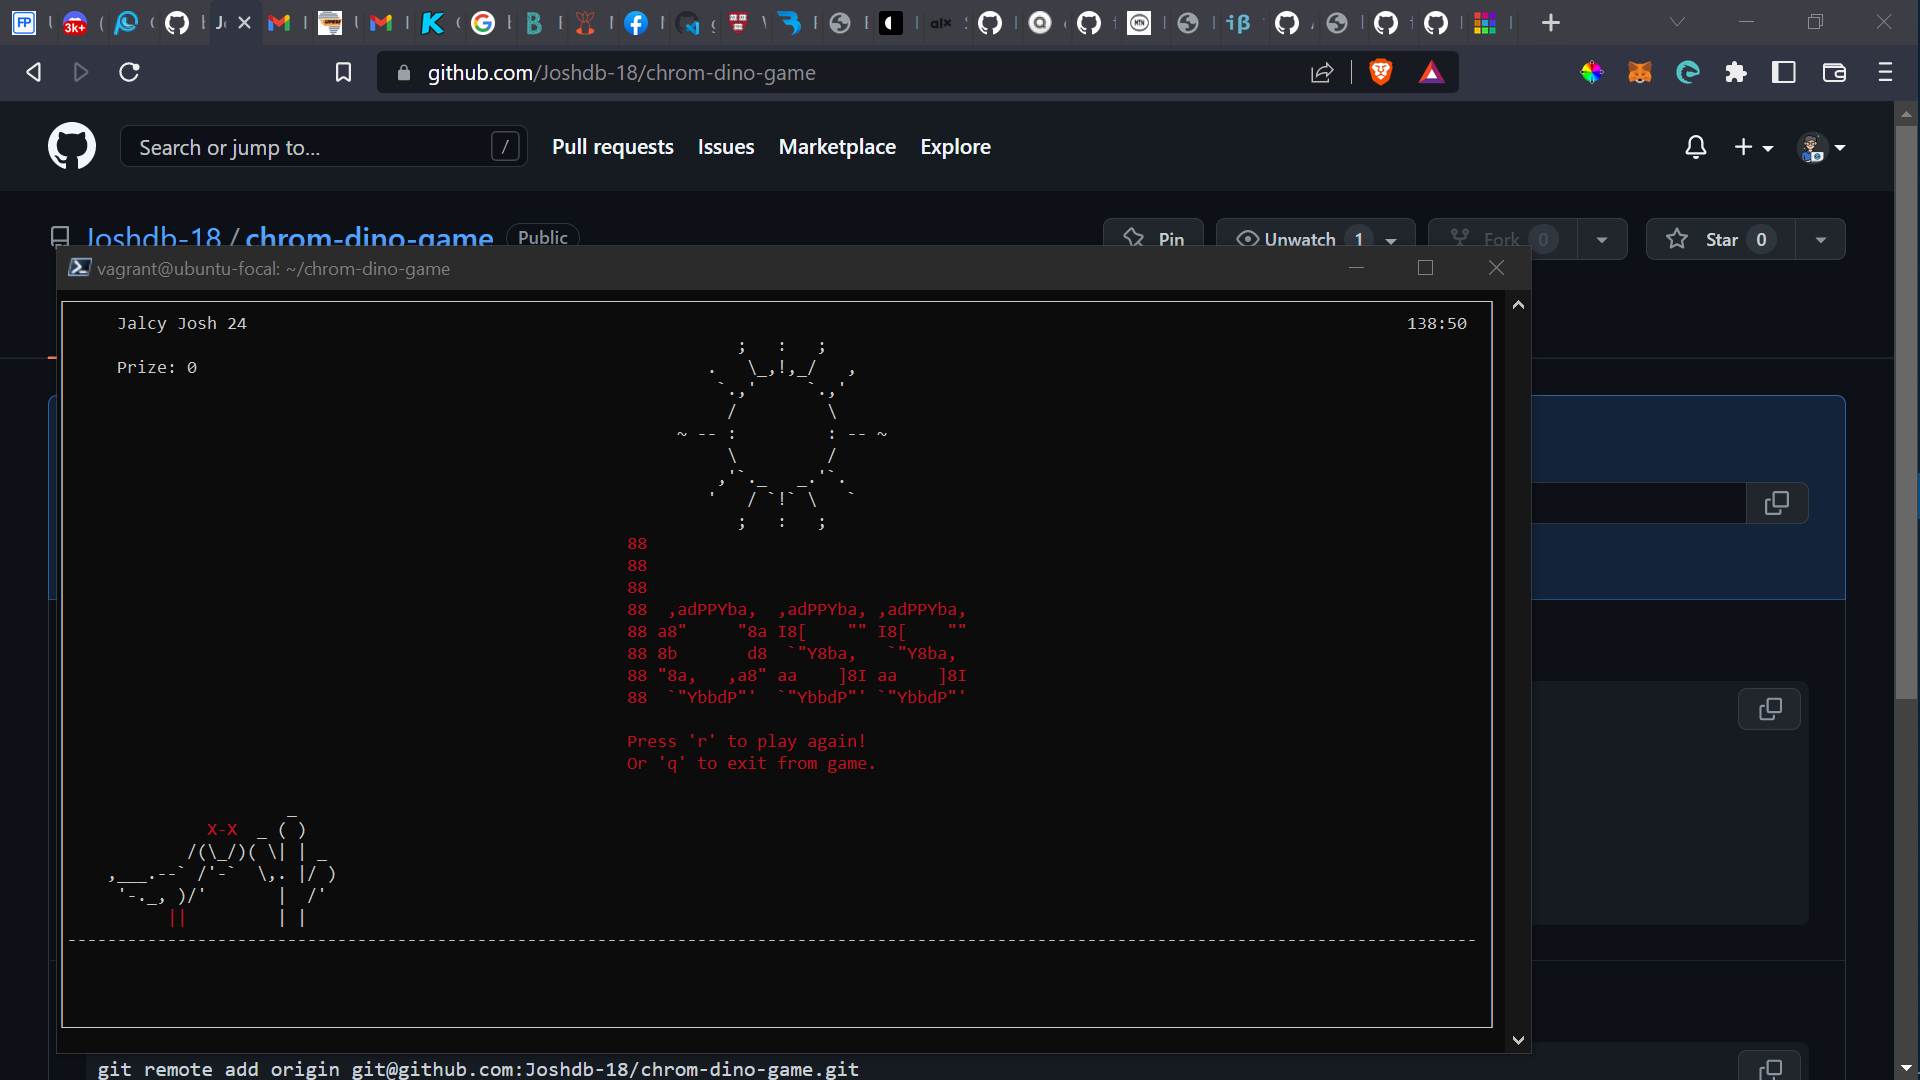 github.com/Joshdb-18/chrom-dino-game
Search or jump to... /
Pull requests Issues Marketplace Explore
Joshdb-18 / chrom-dino-game Public
Pin Unwatch 1 Fork 0 Star 0
vagrant@ubuntu-focal: ~/chrom-dino-game
Jalcy Josh 24 138:50
Prize: 0
88
88
88
88  ,adPPYba,  ,adPPYba, ,adPPYba,
88 a8"     "8a I8[    "" I8[    ""
88 8b       d8  `"Y8ba,   `"Y8ba,
88 "8a,   ,a8" aa    ]8I aa    ]8I
88  `"YbbdP"'  `"YbbdP"' `"YbbdP"'
Press 'r' to play again!
Or 'q' to exit from game.
X-X
git remote add origin git@github.com:Joshdb-18/chrom-dino-game.git